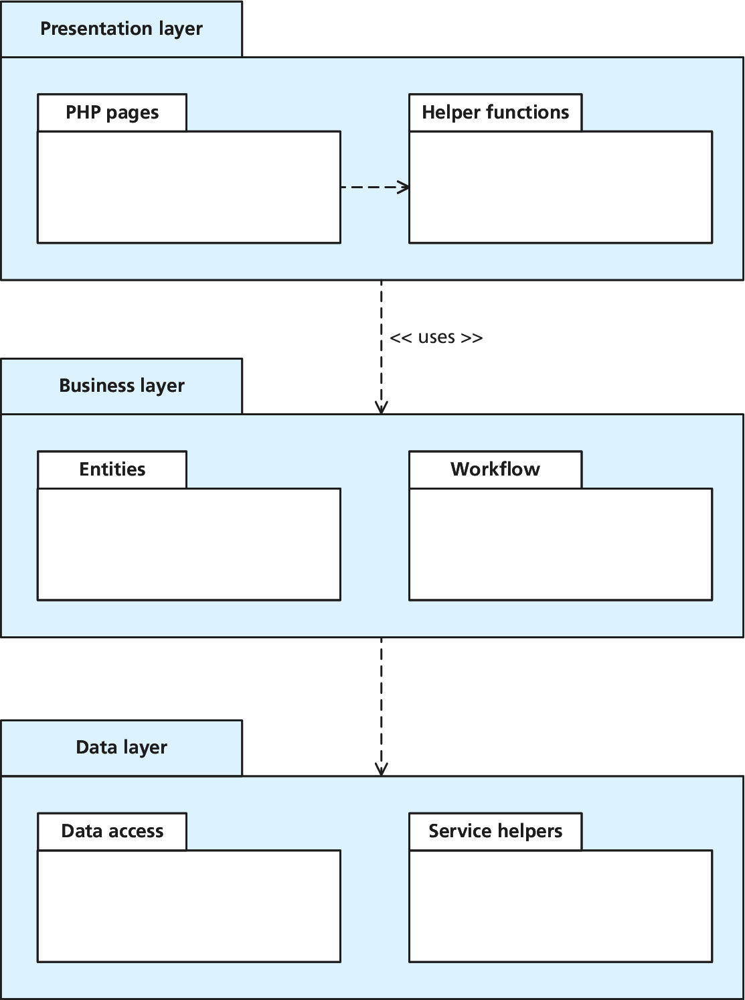 Presentation layer
PHP pages
Helper functions
<< uses >>
Business layer
Entities
Workflow
Data layer
Data access
Service helpers